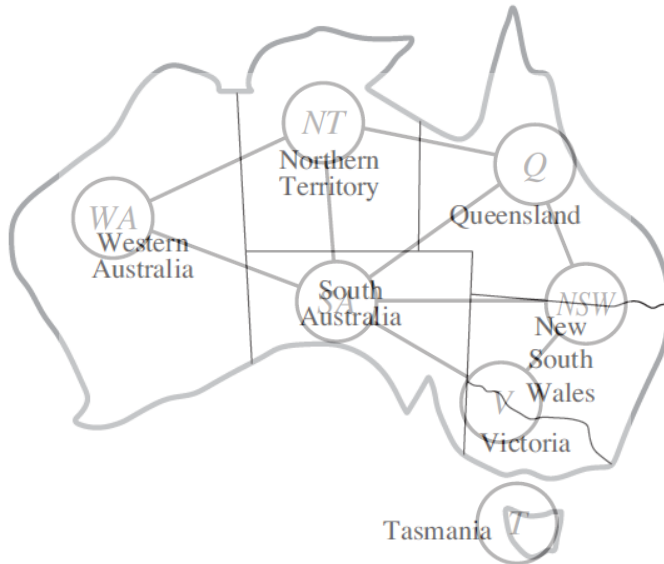 NT
Northern
Territory
Q
Queensland
WA
Western
Australia
SA
South
Australia
NSW
New
South
Wales
V
Victoria
T
Tasmania